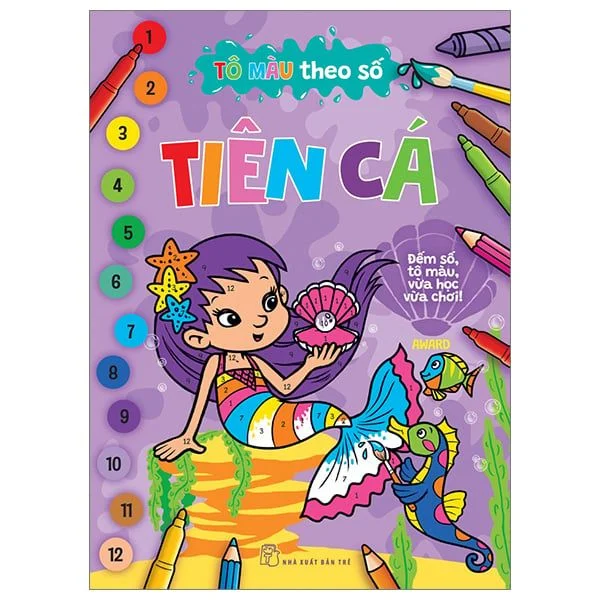 TÔ MÀU theo số
TIÊN CÁ
1
2
3
4
5
6
7
8
9
10
11
12
Đếm số,
tô màu,
vừa học
vừa chơi!
AWARD
NHÀ XUẤT BẢN TRẺ